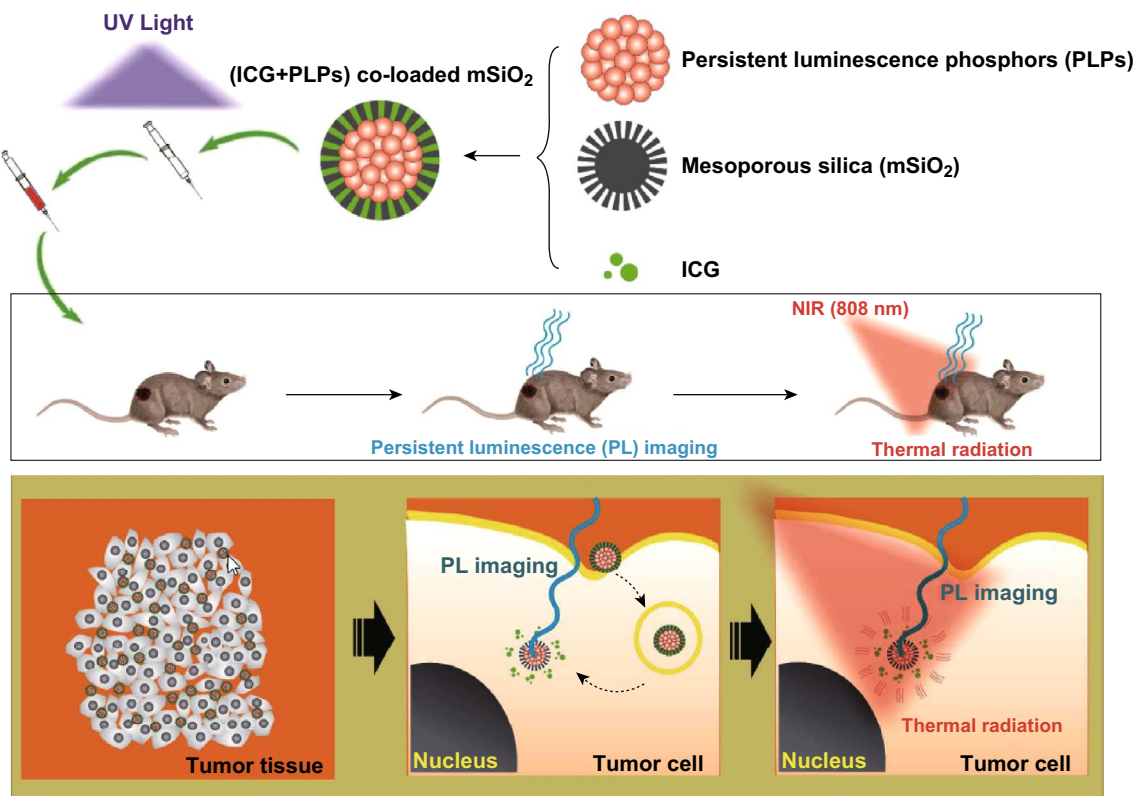 UV Light
(ICG+PLPs) co-loaded mSiO₂
Persistent luminescence phosphors (PLPs)
Mesoporous silica (mSiO₂)
ICG
NIR (808 nm)
Persistent luminescence (PL) imaging
Thermal radiation
PL imaging
PL imaging
Thermal radiation
Tumor tissue
Nucleus
Tumor cell
Nucleus
Tumor cell